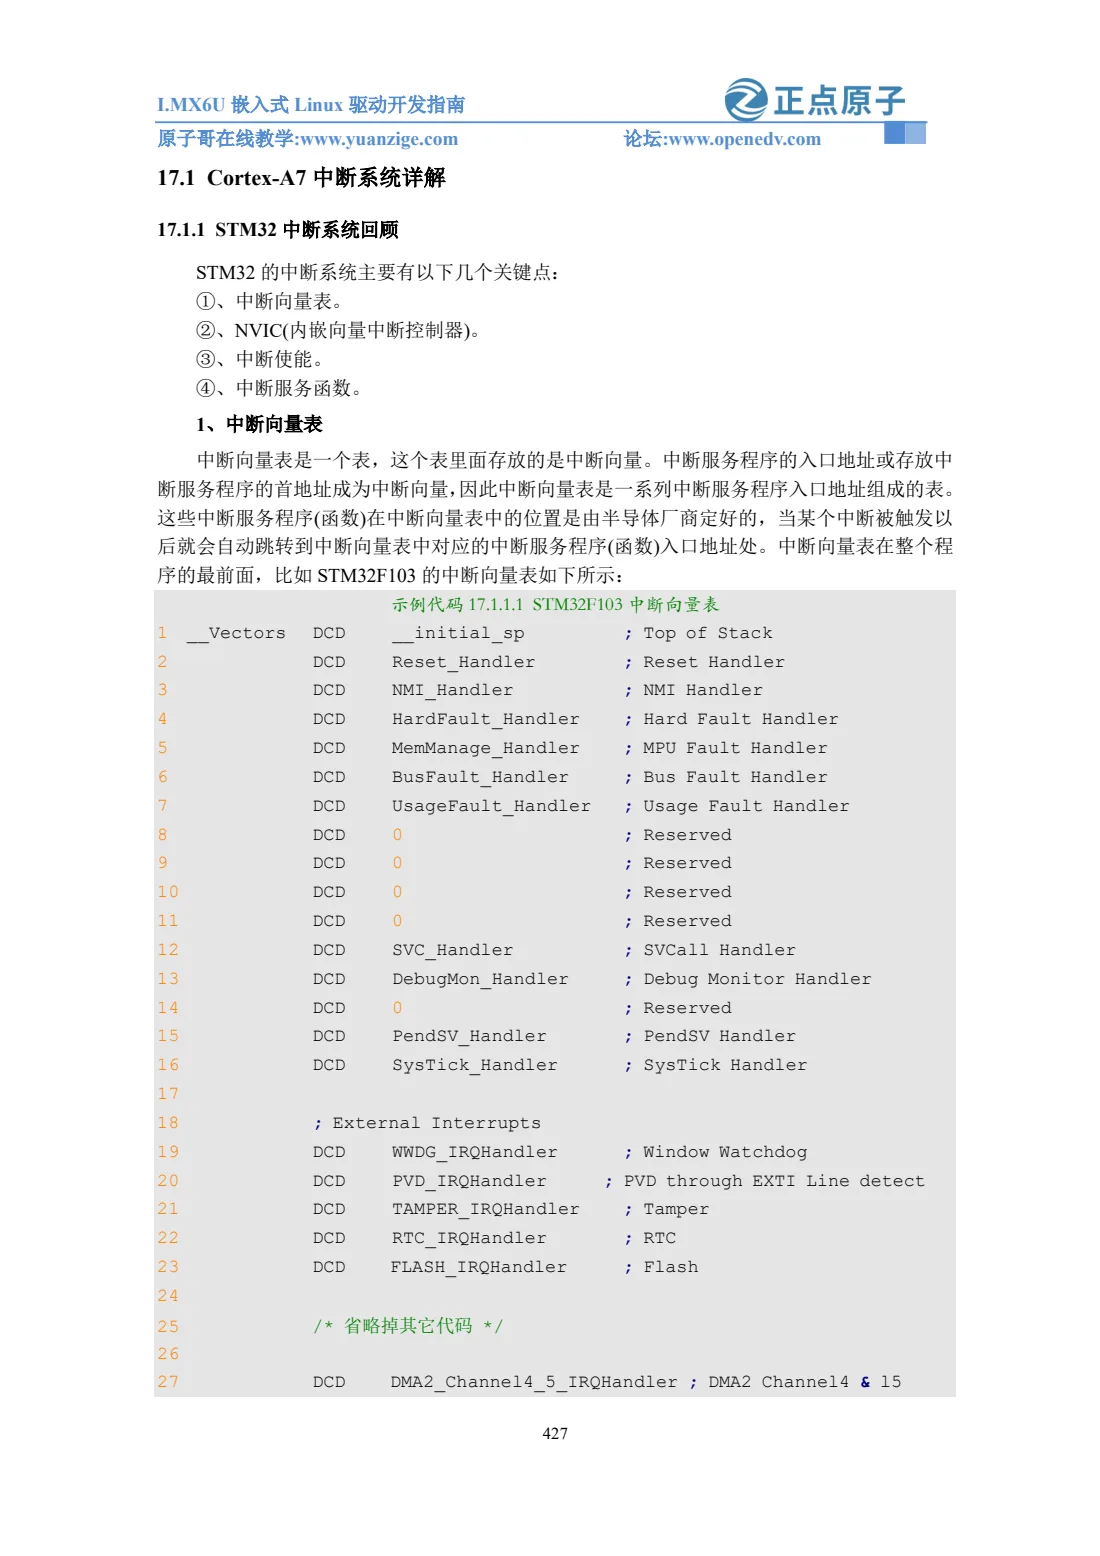 I.MX6U 嵌入式 Linux 驱动开发指南
正点原子
原子哥在线教学:www.yuanzige.com 论坛:www.openedv.com
17.1 Cortex-A7 中断系统详解
17.1.1 STM32 中断系统回顾
STM32 的中断系统主要有以下几个关键点：
①、中断向量表。
②、NVIC(内嵌向量中断控制器)。
③、中断使能。
④、中断服务函数。
1、中断向量表
中断向量表是一个表，这个表里面存放的是中断向量。中断服务程序的入口地址或存放中
断服务程序的首地址成为中断向量，因此中断向量表是一系列中断服务程序入口地址组成的表。
这些中断服务程序(函数)在中断向量表中的位置是由半导体厂商定好的，当某个中断被触发以
后就会自动跳转到中断向量表中对应的中断服务程序(函数)入口地址处。中断向量表在整个程
序的最前面，比如 STM32F103 的中断向量表如下所示：
示例代码 17.1.1.1 STM32F103 中断向量表
1 __Vectors DCD __initial_sp ; Top of Stack
2 DCD Reset_Handler ; Reset Handler
3 DCD NMI_Handler ; NMI Handler
4 DCD HardFault_Handler ; Hard Fault Handler
5 DCD MemManage_Handler ; MPU Fault Handler
6 DCD BusFault_Handler ; Bus Fault Handler
7 DCD UsageFault_Handler ; Usage Fault Handler
8 DCD 0 ; Reserved
9 DCD 0 ; Reserved
10 DCD 0 ; Reserved
11 DCD 0 ; Reserved
12 DCD SVC_Handler ; SVCall Handler
13 DCD DebugMon_Handler ; Debug Monitor Handler
14 DCD 0 ; Reserved
15 DCD PendSV_Handler ; PendSV Handler
16 DCD SysTick_Handler ; SysTick Handler
17
18 ; External Interrupts
19 DCD WWDG_IRQHandler ; Window Watchdog
20 DCD PVD_IRQHandler ; PVD through EXTI Line detect
21 DCD TAMPER_IRQHandler ; Tamper
22 DCD RTC_IRQHandler ; RTC
23 DCD FLASH_IRQHandler ; Flash
24
25 /* 省略掉其它代码 */
26
27 DCD DMA2_Channel4_5_IRQHandler ; DMA2 Channel4 & l5
427